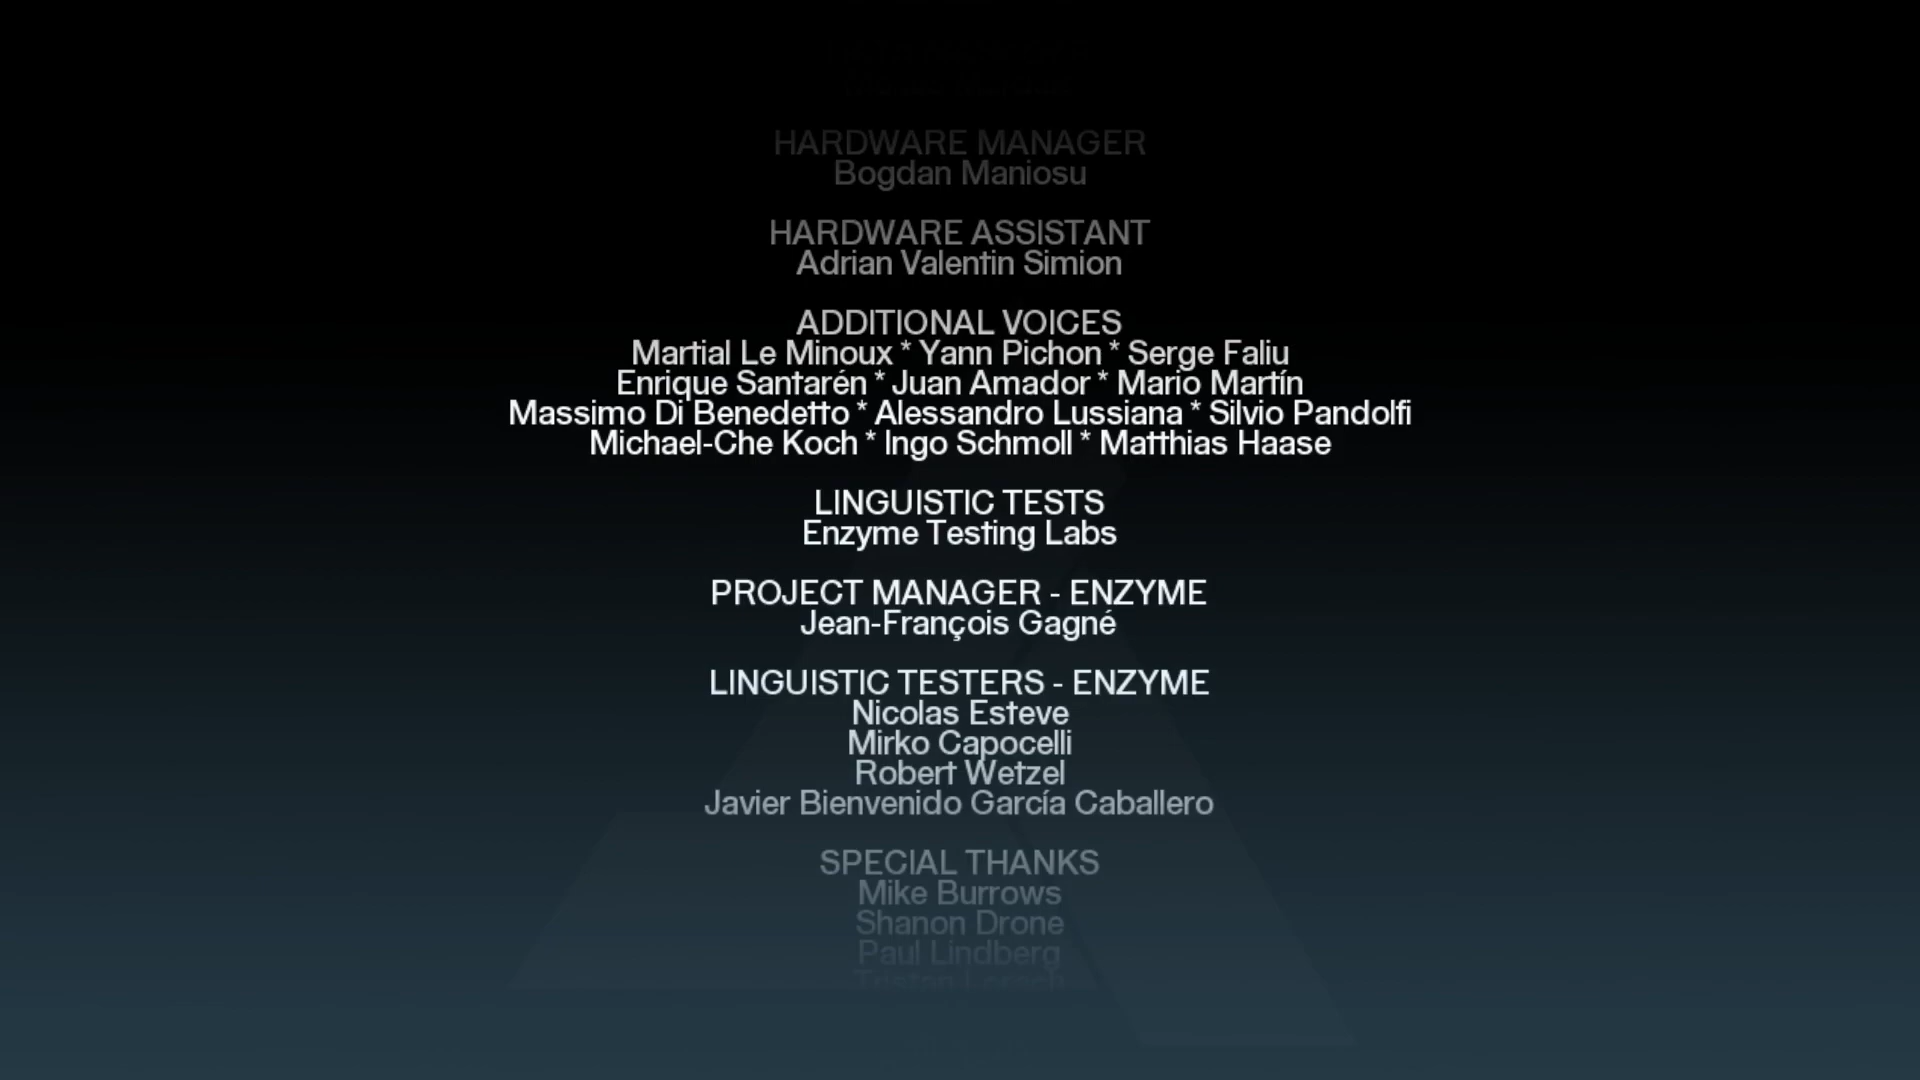 HARDWARE MANAGER
Bogdan Maniosu
HARDWARE ASSISTANT
Adrian Valentin Simion
ADDITIONAL VOICES
Martial Le Minoux * Yann Pichon * Serge Faliu
Enrique Santarén * Juan Amador * Mario Martín
Massimo Di Benedetto * Alessandro Lussiana * Silvio Pandolfi
Michael-Che Koch * Ingo Schmoll * Matthias Haase
LINGUISTIC TESTS
Enzyme Testing Labs
PROJECT MANAGER - ENZYME
Jean-François Gagné
LINGUISTIC TESTERS - ENZYME
Nicolas Esteve
Mirko Capocelli
Robert Wetzel
Javier Bienvenido García Caballero
SPECIAL THANKS
Mike Burrows
Shanon Drone
Paul Lindberg
Tristan